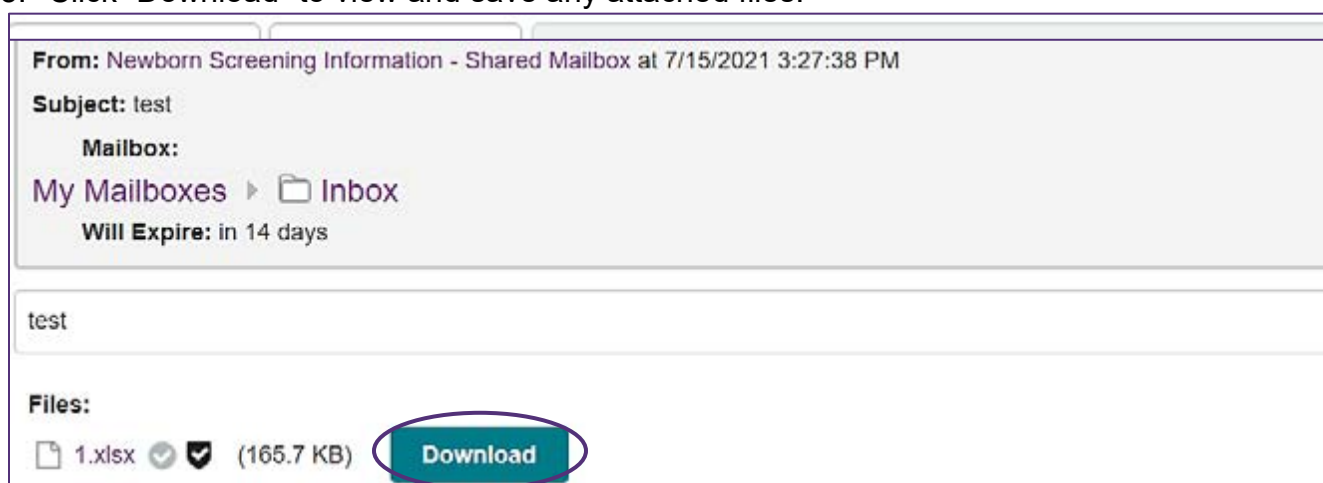 Click "Download" to view and save any attached files.
From: Newborn Screening Information - Shared Mailbox at 7/15/2021 3:27:38 PM
Subject: test
Mailbox:
My Mailboxes Inbox
Will Expire: in 14 days
test
Files:
1.xlsx (165.7 KB) Download